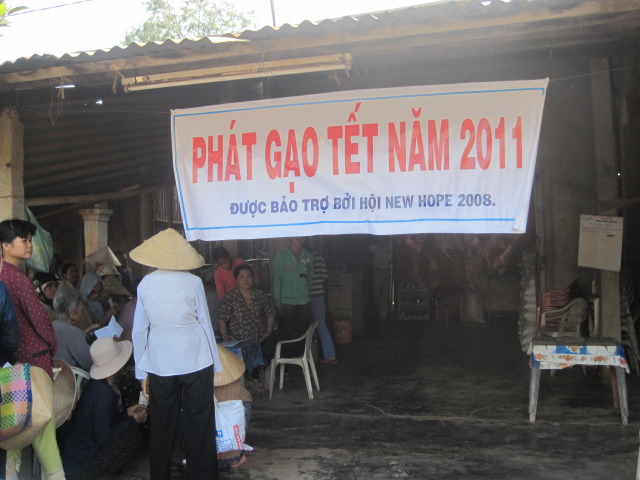 PHÁT GẠO TẾT NĂM 2011
ĐƯỢC BẢO TRỢ BỞI HỘI NEW HOPE 2008.